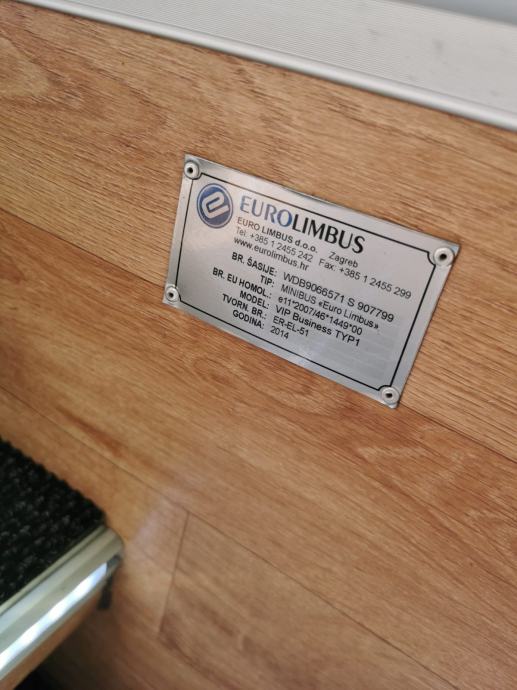 EUROLIMBUS
EURO LIMBUS d.o.o. Zagreb
Tel. +385 1 2455 242 Fax: +385 1 2455 299
www.eurolimbus.hr
BR. ŠASIJE: WDB9066571 S 907799
TIP: MINIBUS «Euro Limbus»
BR. EU HOMOL.: e11*2007/46*1449*00
MODEL: VIP Business TYP1
TVORN. BR.: ER-EL-51
GODINA: 2014